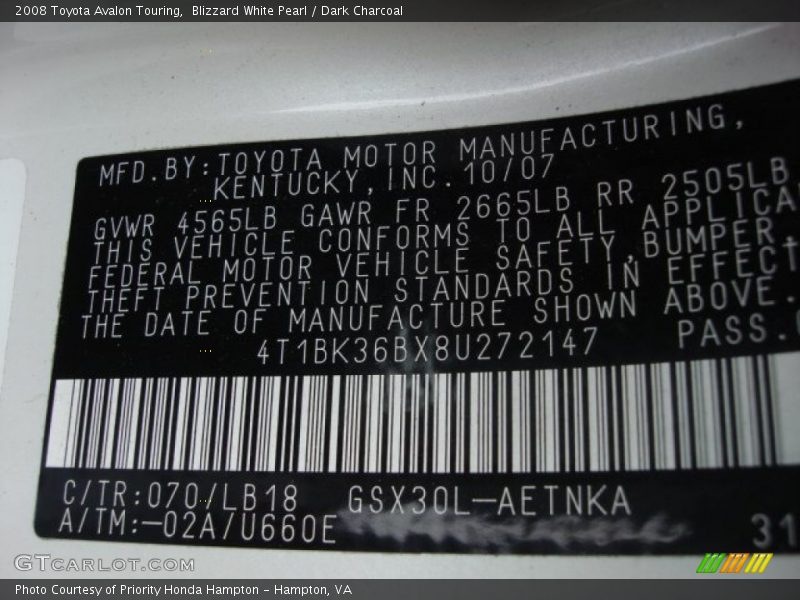 2008 Toyota Avalon Touring,  Blizzard White Pearl / Dark Charcoal
MFD.BY:TOYOTA MOTOR MANUFACTURING,
KENTUCKY,INC. 10/07
GVWR 4565LB GAWR FR 2665LB RR 2505LB
THIS VEHICLE CONFORMS TO ALL APPLICA
FEDERAL MOTOR VEHICLE SAFETY,BUMPER,
THEFT PREVENTION STANDARDS IN EFFECT
THE DATE OF MANUFACTURE SHOWN ABOVE.
4T1BK36BX8U272147 PASS.
C/TR:070/LB18 GSX30L-AETNKA
A/TM:-02A/U660E 31
GTCARLOT.COM
Photo Courtesy of Priority Honda Hampton - Hampton, VA